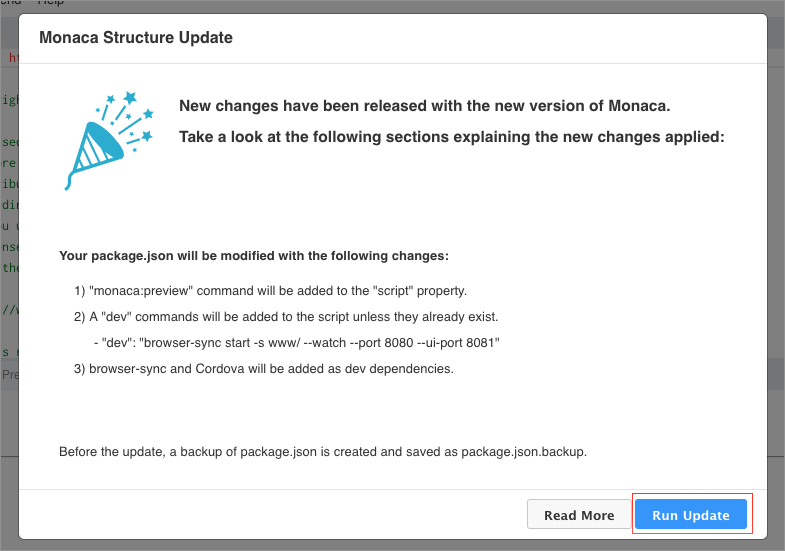 Help
Monaca Structure Update
New changes have been released with the new version of Monaca.
Take a look at the following sections explaining the new changes applied:
Your package.json will be modified with the following changes:
1) "monaca:preview" command will be added to the "script" property.
2) A "dev" commands will be added to the script unless they already exist.
- "dev": "browser-sync start -s www/ --watch --port 8080 --ui-port 8081"
3) browser-sync and Cordova will be added as dev dependencies.
Before the update, a backup of package.json is created and saved as package.json.backup.
Read More
Run Update